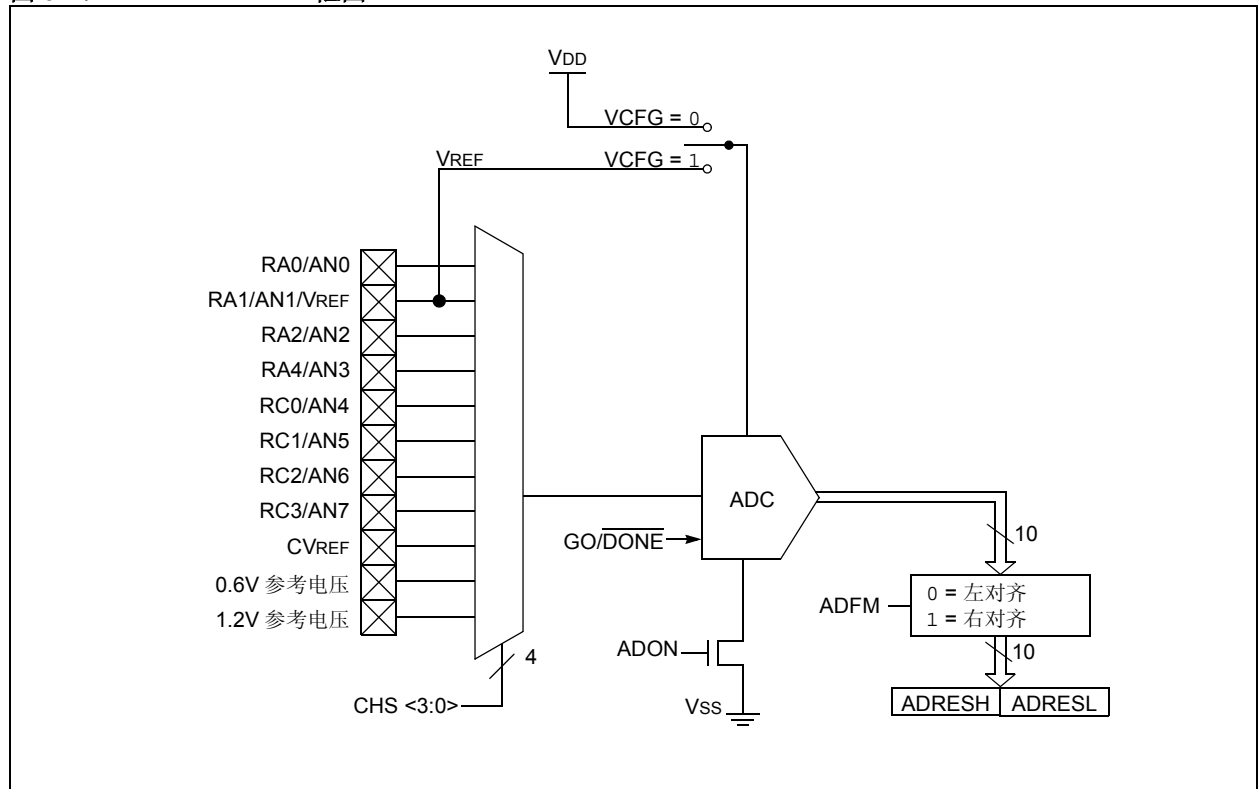 VDD
VCFG = 0
VREF
VCFG = 1
RA0/AN0
RA1/AN1/VREF
RA2/AN2
RA4/AN3
RC0/AN4
RC1/AN5
RC2/AN6
RC3/AN7
CVREF
0.6V 参考电压
1.2V 参考电压
ADC
GO/DONE
10
ADFM
0 = 左对齐
1 = 右对齐
ADON
4
10
CHS <3:0>
VSS
ADRESH ADRESL